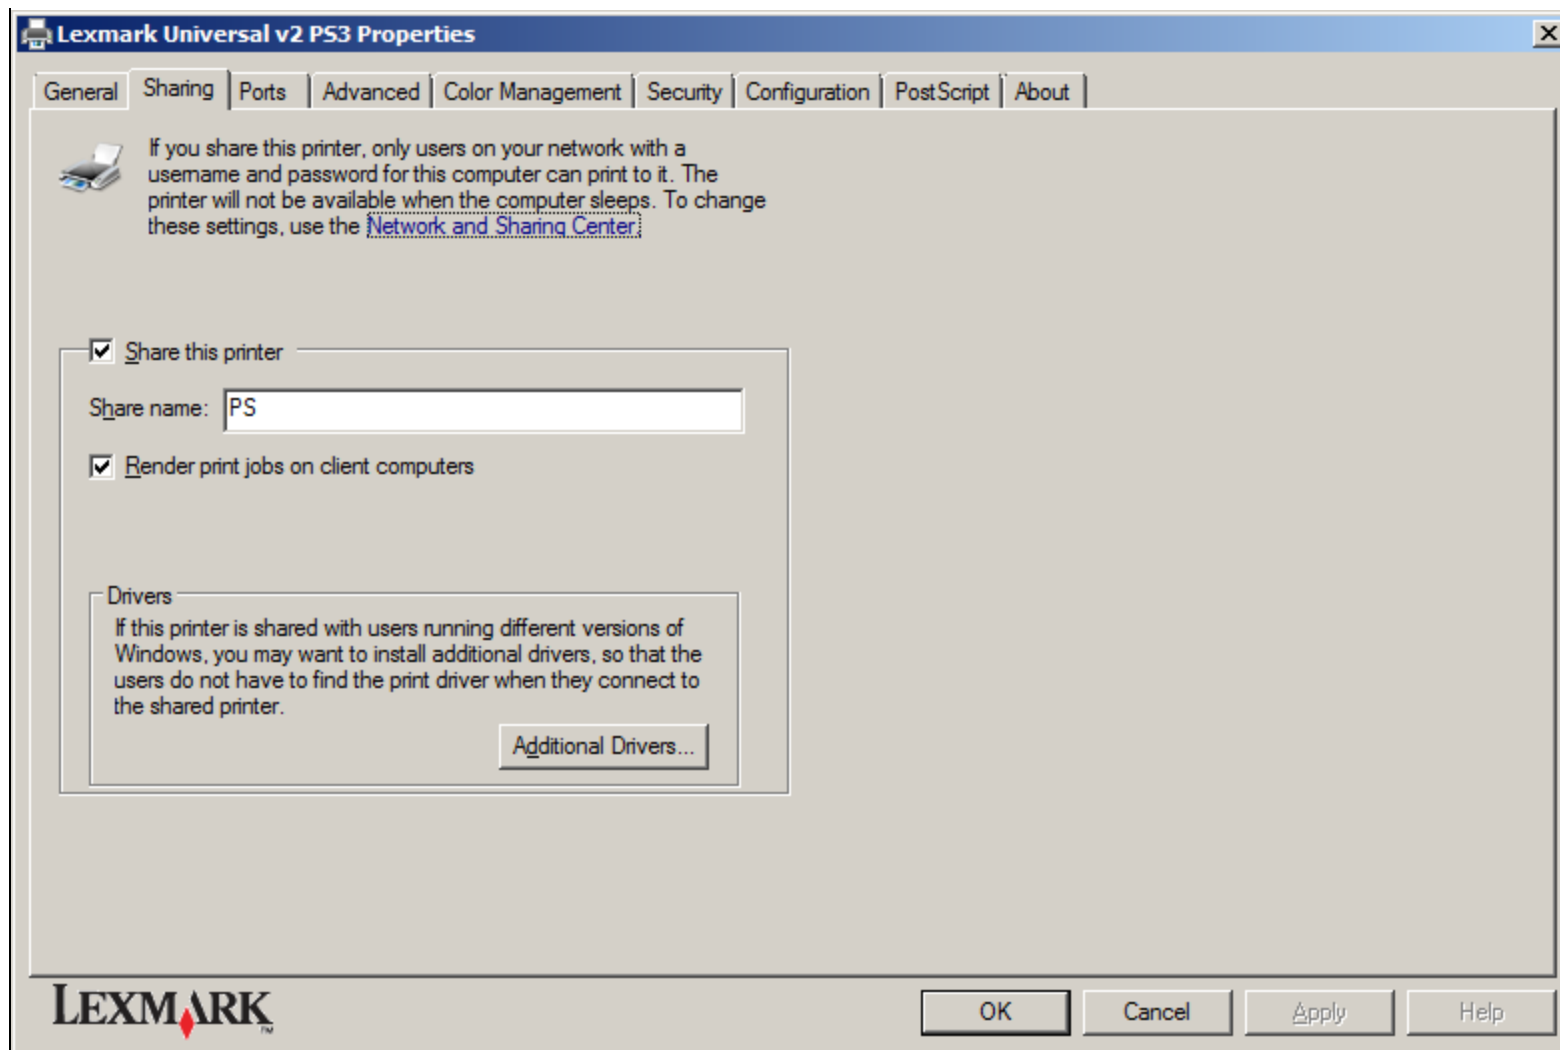 Lexmark Universal v2 PS3 Properties
General Sharing Ports Advanced Color Management Security Configuration PostScript About
If you share this printer, only users on your network with a
username and password for this computer can print to it. The
printer will not be available when the computer sleeps. To change
these settings, use the Network and Sharing Center.
Share this printer
Share name: PS
Render print jobs on client computers
Drivers
If this printer is shared with users running different versions of
Windows, you may want to install additional drivers, so that the
users do not have to find the print driver when they connect to
the shared printer.
Additional Drivers...
LEXMARK™
OK Cancel Apply Help